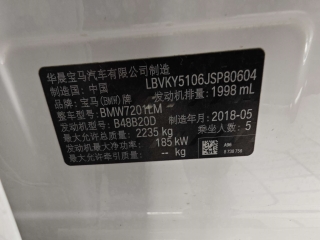 华晨宝马汽车有限公司制造
制造国: 中国 LBVKY5106JSP80604
品牌: 宝马(BMW)牌 发动机排量: 1998 mL
整车型号: BMW7201LM
发动机型号: B48B20D 制造年月: 2018-05
最大允许总质量: 2235 kg 乘坐人数: 5
发动机最大净功率: 185 kW
最大允许牵引质量: -- kg